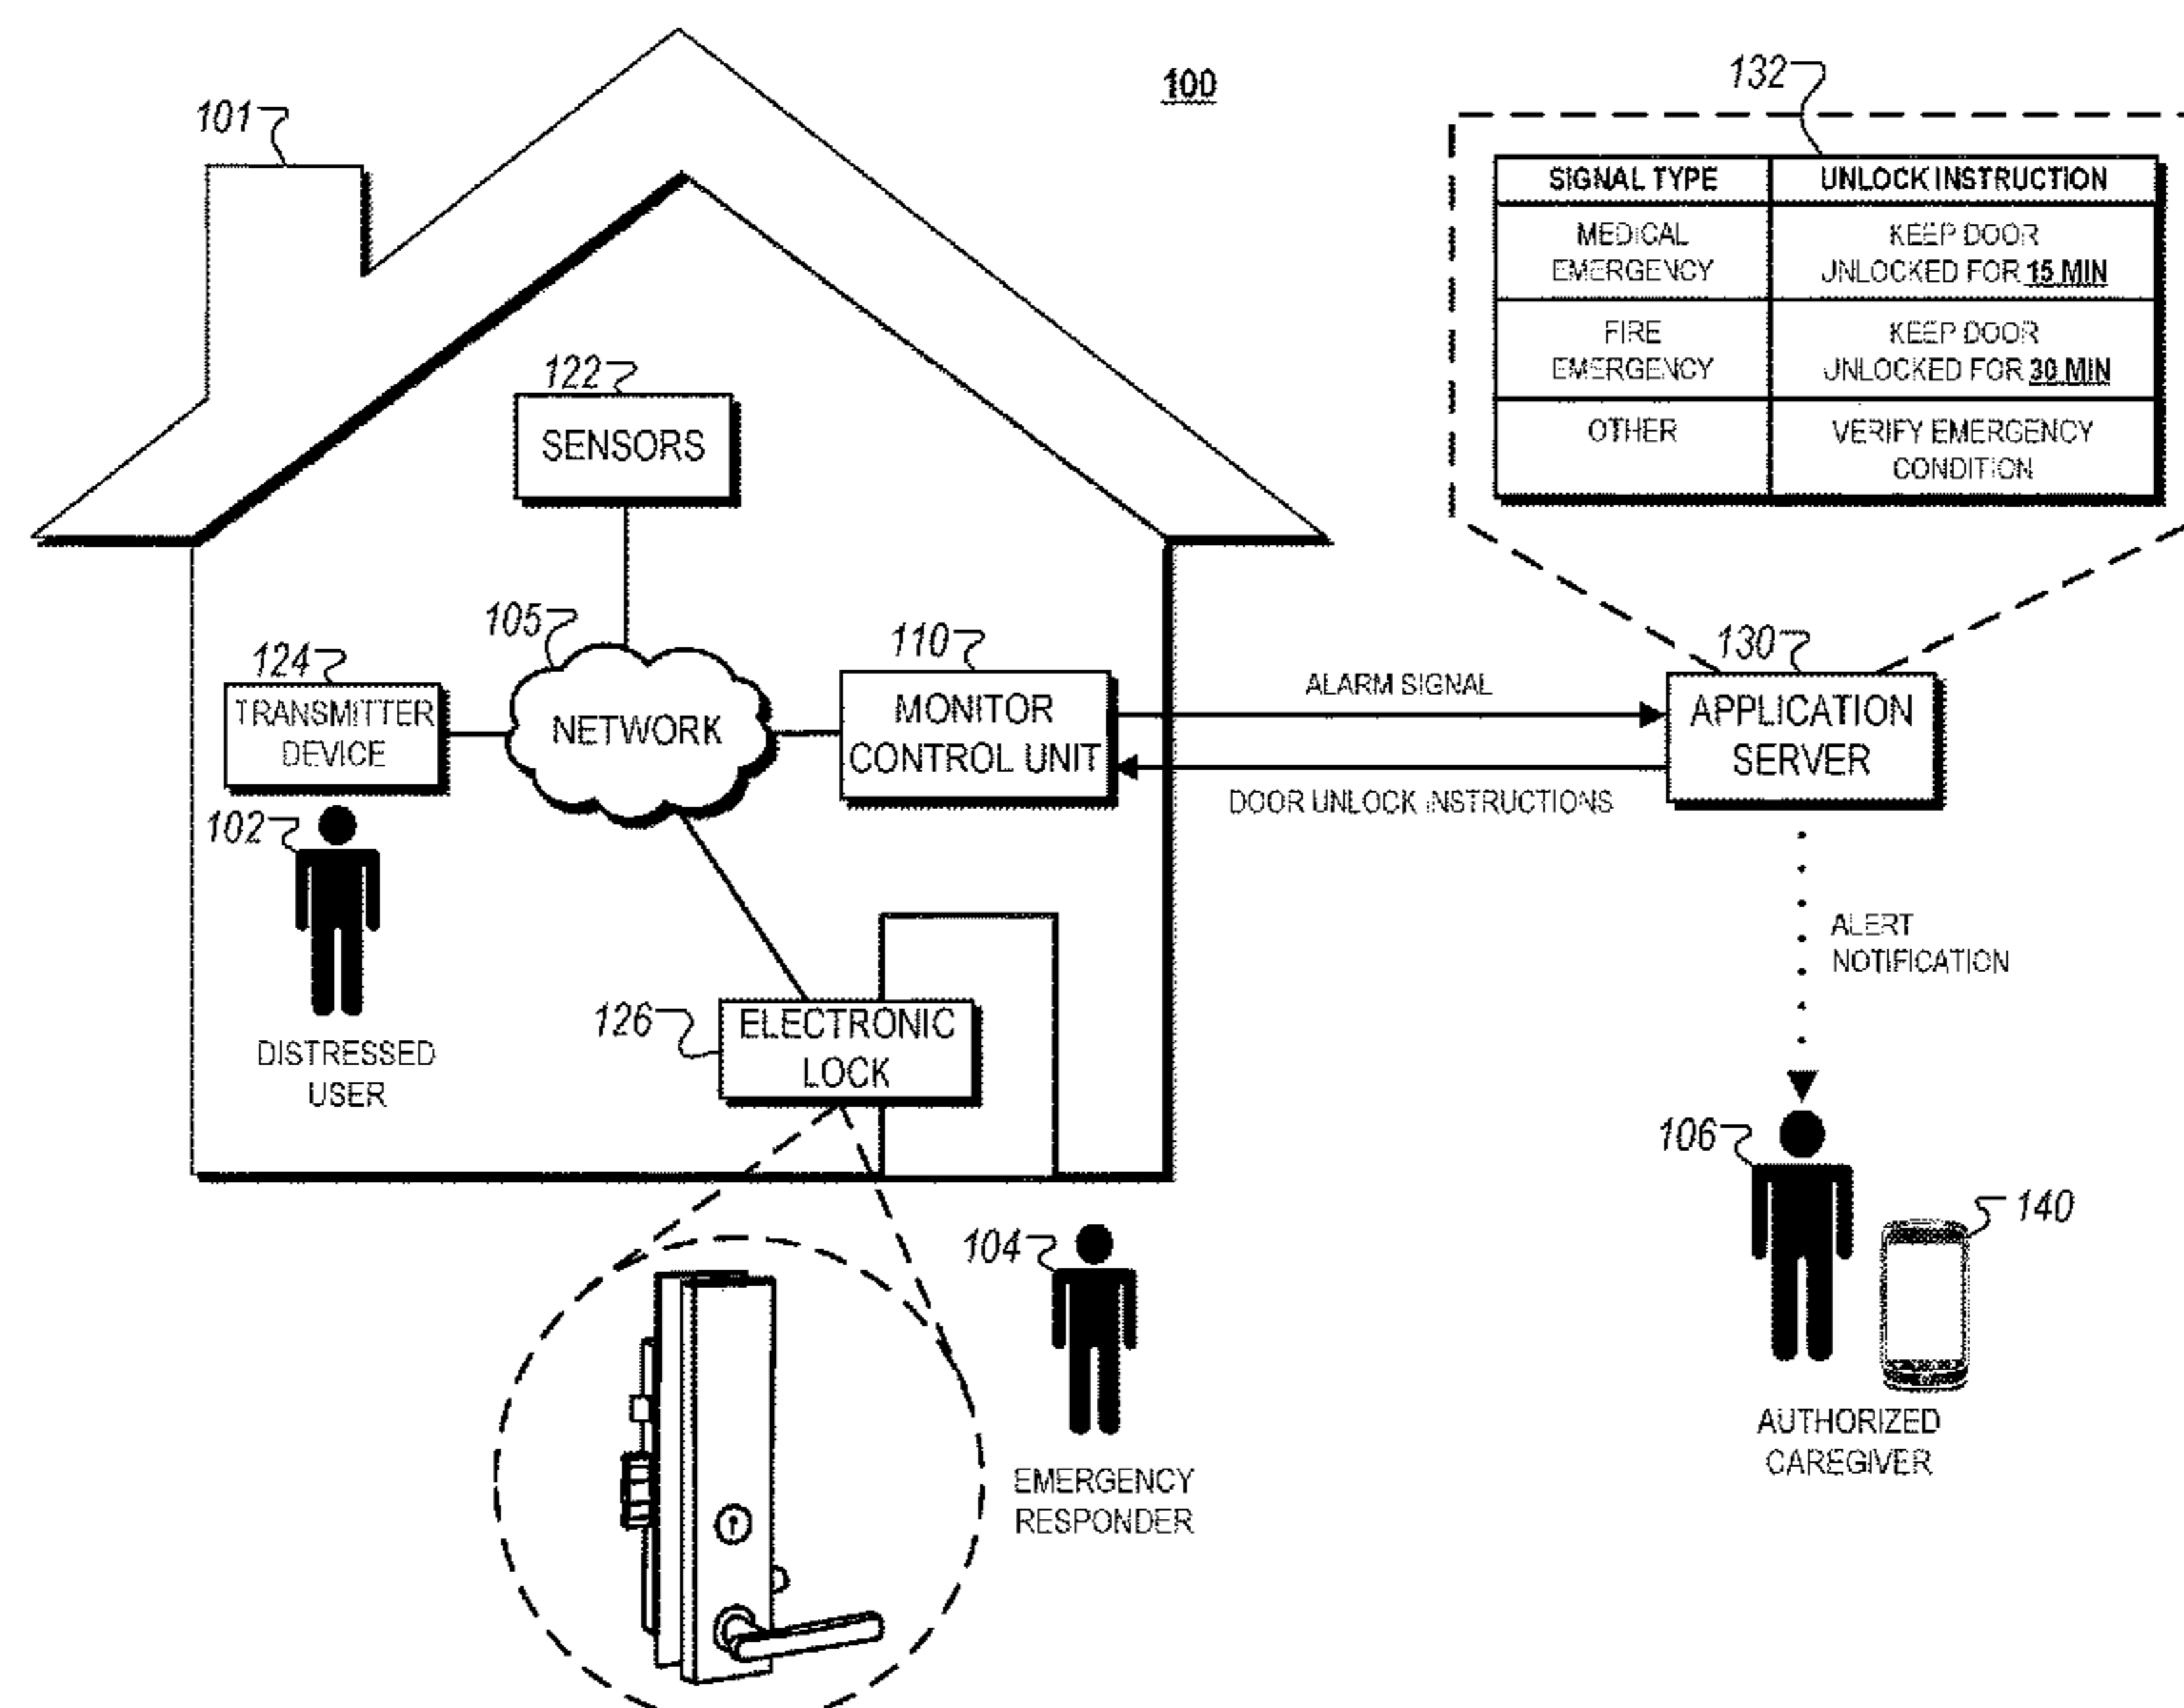 100
101
132
SIGNAL TYPE
UNLOCK INSTRUCTION
MEDICAL
EMERGENCY
KEEP DOOR
UNLOCKED FOR 15 MIN
FIRE
EMERGENCY
KEEP DOOR
UNLOCKED FOR 30 MIN
OTHER
VERIFY EMERGENCY
CONDITION
122
SENSORS
105
NETWORK
124
TRANSMITTER
DEVICE
110
MONITOR
CONTROL UNIT
ALARM SIGNAL
DOOR UNLOCK INSTRUCTIONS
130
APPLICATION
SERVER
102
DISTRESSED
USER
ALERT
NOTIFICATION
126
ELECTRONIC
LOCK
104
EMERGENCY
RESPONDER
106
140
AUTHORIZED
CAREGIVER